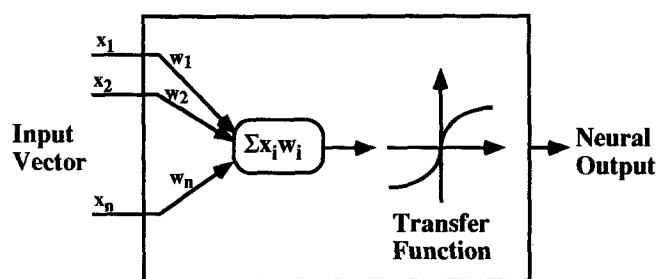 x1
w1
x2
w2
Input
Vector
Σxiwi
wn
xn
Transfer
Function
Neural
Output